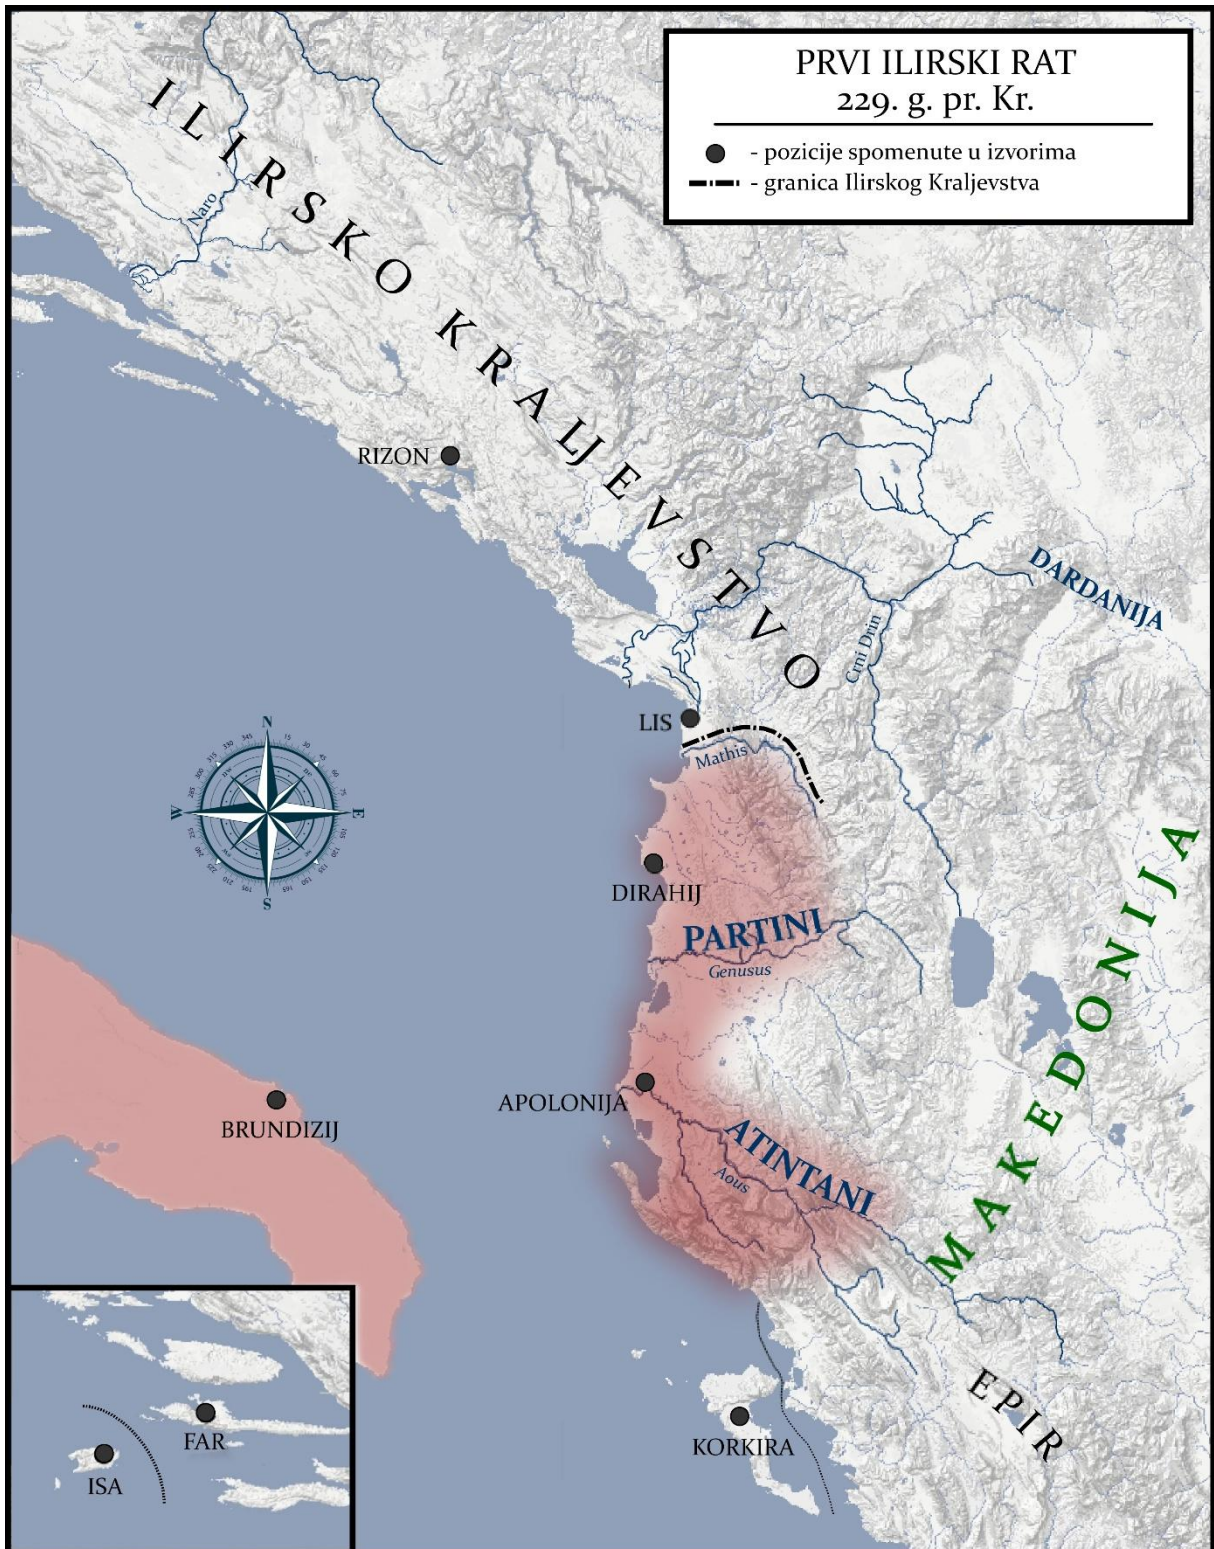 PRVI ILIRSKI RAT
229. g. pr. Kr.
- pozicije spomenute u izvorima
- granica Ilirskog Kraljevstva
ILIRSKO KRALJEVSTVO
Naro
RIZON
DARDANIJA
Crni Drin
LIS
Mathis
N
E
S
W
DIRAHIJ
PARTINI
Genusus
MAKEDONIJA
APOLONIJA
BRUNDIZIJ
ATINTANI
Aous
EPIR
KORKIRA
FAR
ISA